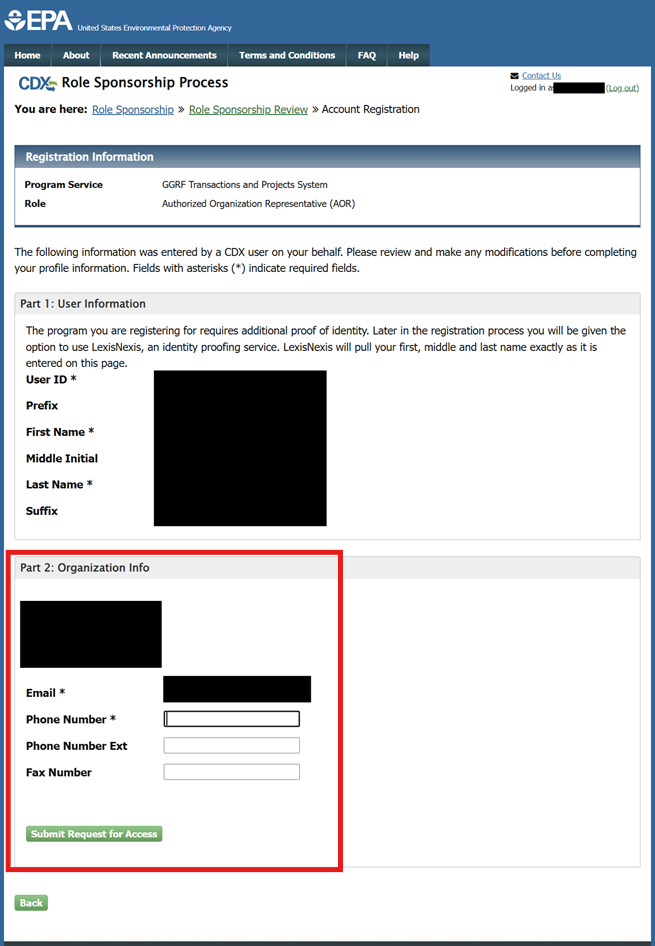 EPA United States Environmental Protection Agency
Home About Recent Announcements Terms and Conditions FAQ Help
CDX Role Sponsorship Process
Contact Us
Logged in as (Log out)
You are here: Role Sponsorship » Role Sponsorship Review » Account Registration
Registration Information
Program Service GGRF Transactions and Projects System
Role Authorized Organization Representative (AOR)
The following information was entered by a CDX user on your behalf. Please review and make any modifications before completing
your profile information. Fields with asterisks (*) indicate required fields.
Part 1: User Information
The program you are registering for requires additional proof of identity. Later in the registration process you will be given the
option to use LexisNexis, an identity proofing service. LexisNexis will pull your first, middle and last name exactly as it is
entered on this page.
User ID *
Prefix
First Name *
Middle Initial
Last Name *
Suffix
Part 2: Organization Info
Email *
Phone Number *
Phone Number Ext
Fax Number
Submit Request for Access
Back